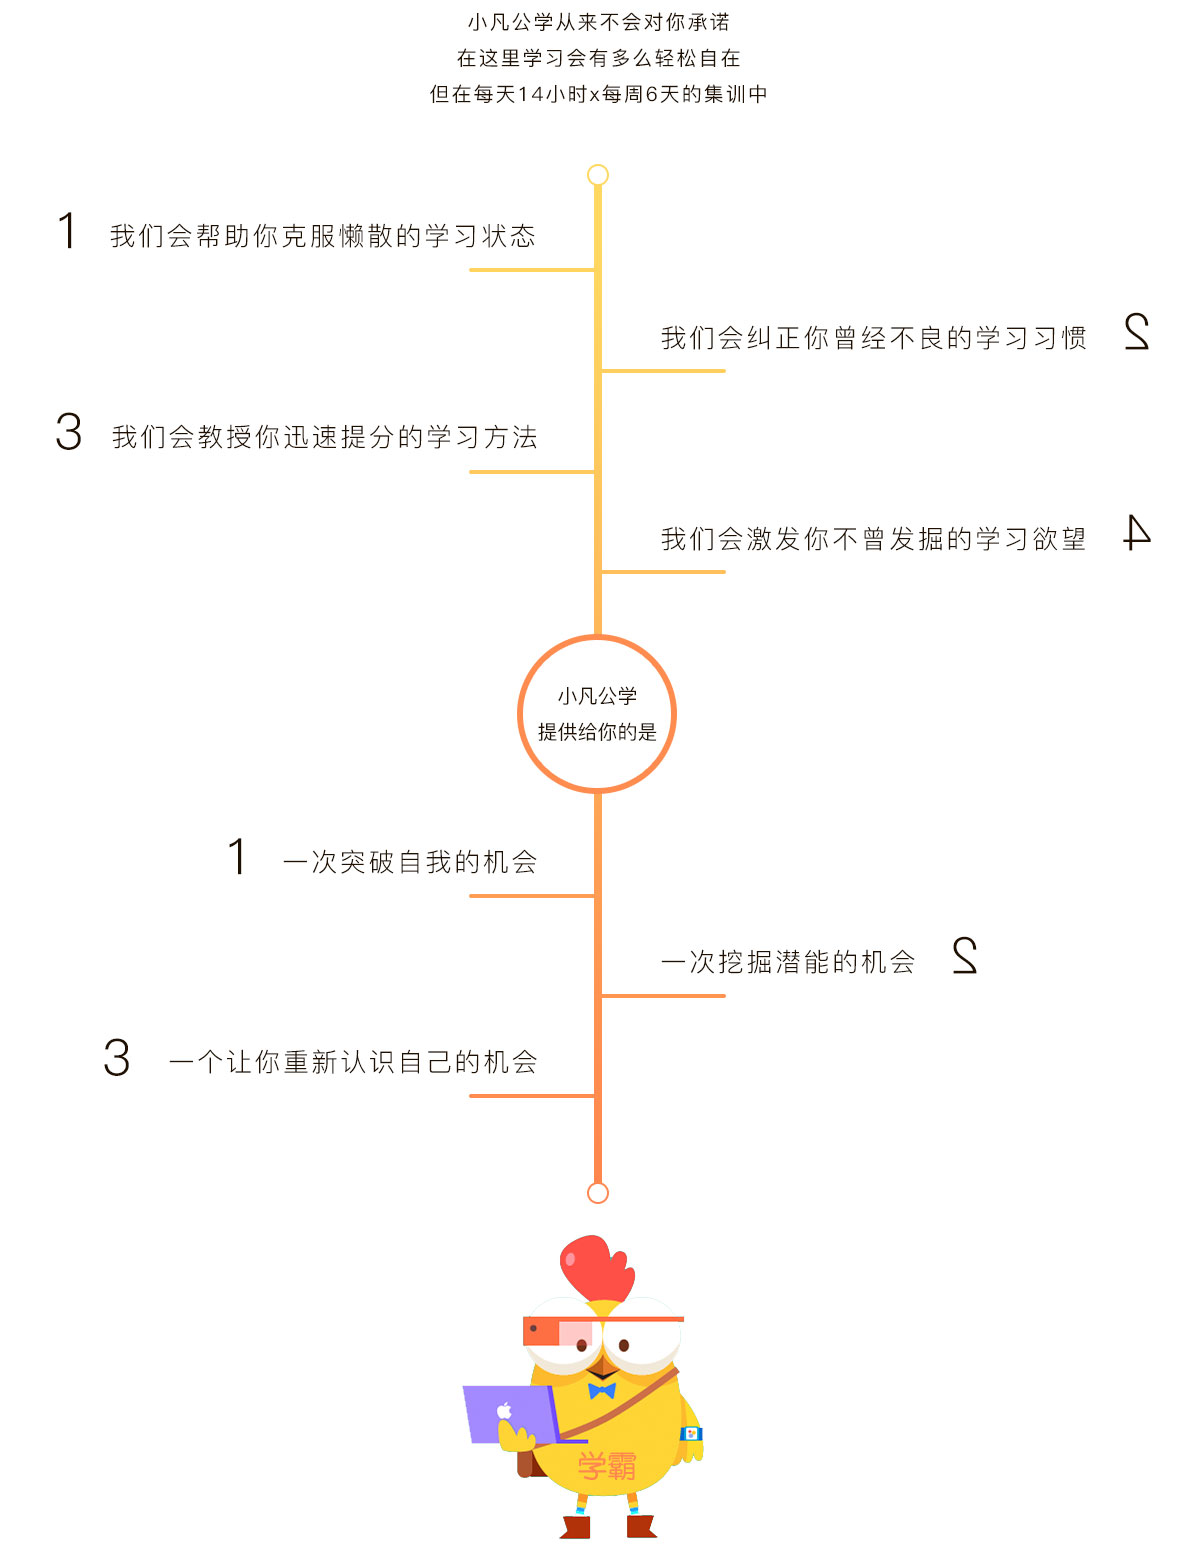 小凡公学从来不会对你承诺
在这里学习会有多么轻松自在
但在每天14小时x每周6天的集训中
1 我们会帮助你克服懒散的学习状态
我们会纠正你曾经不良的学习习惯 2
3 我们会教授你迅速提分的学习方法
我们会激发你不曾发掘的学习欲望 4
小凡公学
提供给你的是
1 一次突破自我的机会
一次挖掘潜能的机会 2
3 一个让你重新认识自己的机会
学霸